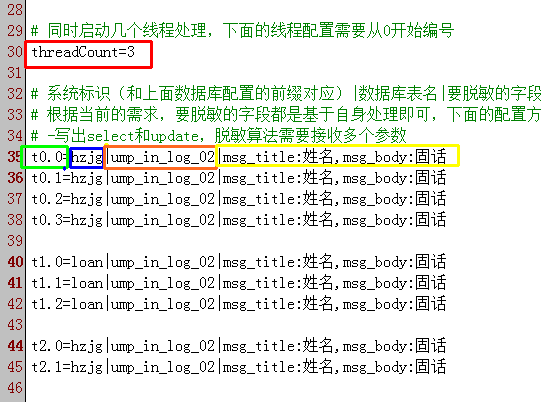 28
29 # 同时启动几个线程处理，下面的线程配置需要从0开始编号
30 threadCount=3
31
32 # 系统标识（和上面数据库配置的前缀对应）|数据库表名|要脱敏的字段
33 # 根据当前的需求，要脱敏的字段都是基于自身处理即可，下面的配置方
34 # -写出select和update，脱敏算法需要接收多个参数
35 t0.0=hzjg|ump_in_log_02|msg_title:姓名,msg_body:固话
36 t0.1=hzjg|ump_in_log_02|msg_title:姓名,msg_body:固话
37 t0.2=hzjg|ump_in_log_02|msg_title:姓名,msg_body:固话
38 t0.3=hzjg|ump_in_log_02|msg_title:姓名,msg_body:固话
39
40 t1.0=loan|ump_in_log_02|msg_title:姓名,msg_body:固话
41 t1.1=loan|ump_in_log_02|msg_title:姓名,msg_body:固话
42 t1.2=loan|ump_in_log_02|msg_title:姓名,msg_body:固话
43
44 t2.0=hzjg|ump_in_log_02|msg_title:姓名,msg_body:固话
45 t2.1=hzjg|ump_in_log_02|msg_title:姓名,msg_body:固话
46